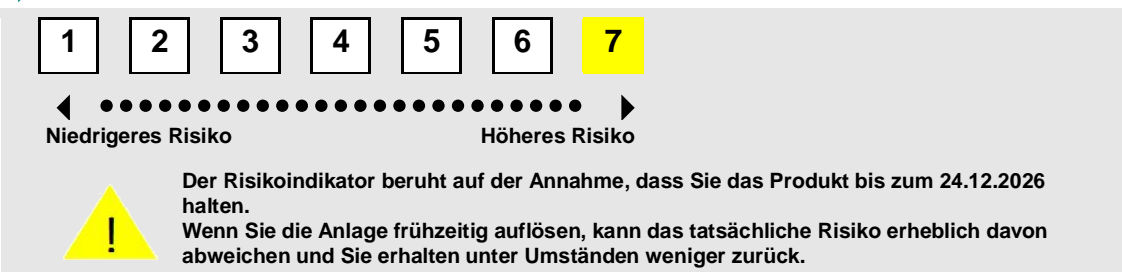 1 2 3 4 5 6 7
Niedrigeres Risiko Höheres Risiko
Der Risikoindikator beruht auf der Annahme, dass Sie das Produkt bis zum 24.12.2026
halten.
!
Wenn Sie die Anlage frühzeitig auflösen, kann das tatsächliche Risiko erheblich davon
abweichen und Sie erhalten unter Umständen weniger zurück.